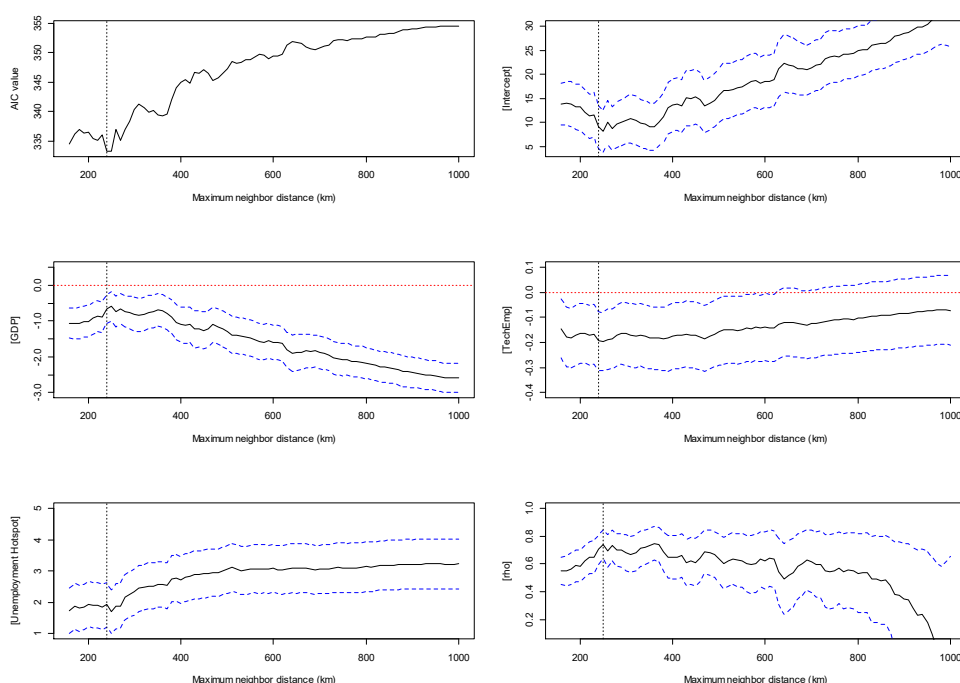 AIC value
335 340 345 350 355
200 400 600 800 1000
Maximum neighbor distance (km)
[Intercept]
5 10 15 20 25 30
200 400 600 800 1000
Maximum neighbor distance (km)
[GDP]
-3.0 -2.0 -1.0 0.0
200 400 600 800 1000
Maximum neighbor distance (km)
[TechEmp]
-0.4 -0.3 -0.2 -0.1 0.0 0.1
200 400 600 800 1000
Maximum neighbor distance (km)
[Unemployment Hotspot]
1 2 3 4 5
200 400 600 800 1000
Maximum neighbor distance (km)
[rho]
0.2 0.4 0.6 0.8 1.0
200 400 600 800 1000
Maximum neighbor distance (km)